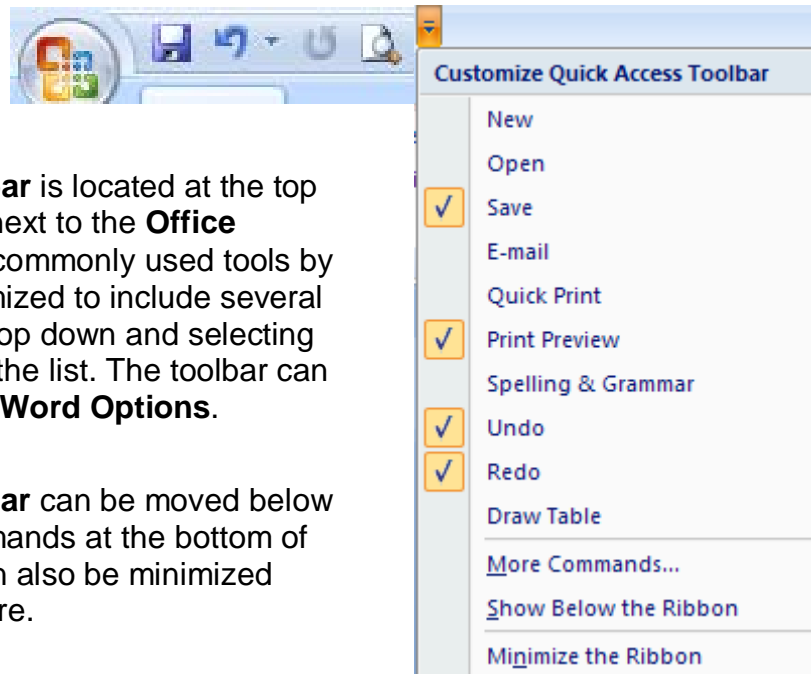 Customize Quick Access Toolbar
New
Open
Save
E-mail
Quick Print
Print Preview
Spelling & Grammar
Undo
Redo
Draw Table
More Commands...
Show Below the Ribbon
Minimize the Ribbon
ar is located at the top
next to the Office
commonly used tools by
nized to include several
op down and selecting
the list. The toolbar can
Word Options.
ar can be moved below
nands at the bottom of
n also be minimized
re.